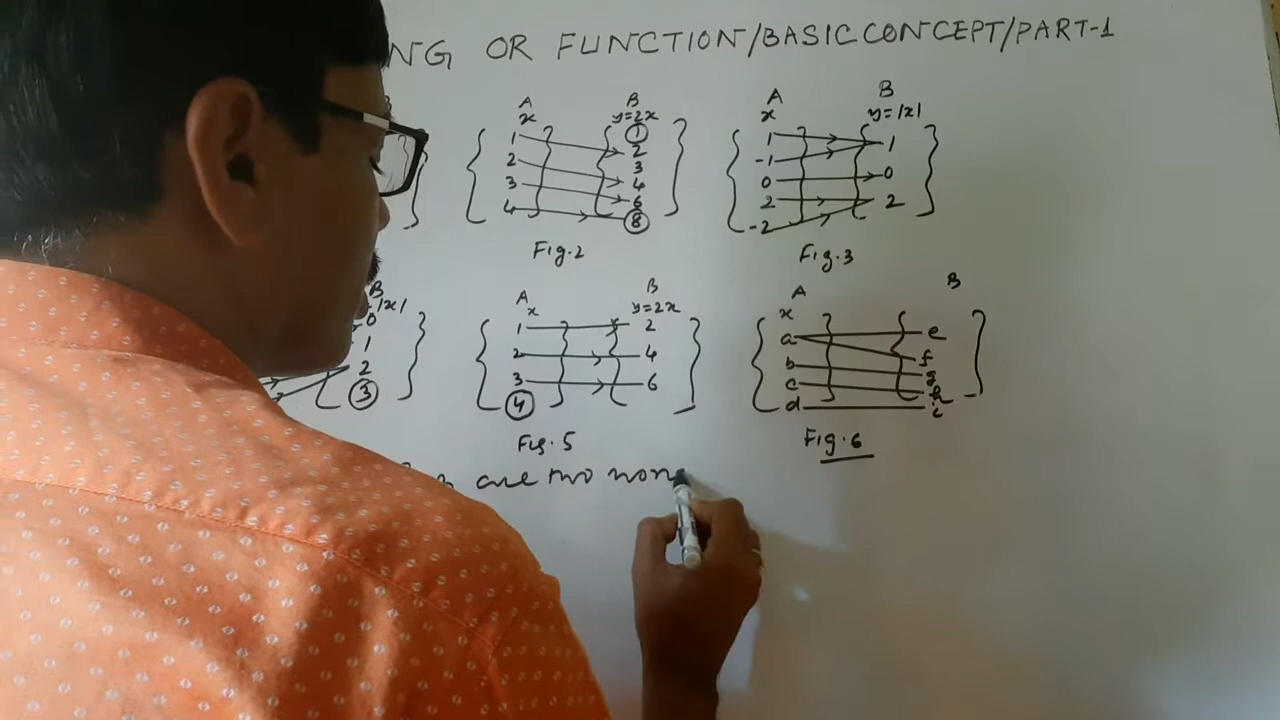 NG OR FUNCTION/BASIC CONCEPT/PART-1
A B
x y=2x
1 1
2 2
3 3
4 4
6
8
Fig.2
A B
x y=|x|
1 1
-1 0
0 2
2
-2
Fig.3
B
|x|
0
1
2
3
A B
x y=2x
1 2
2 4
3 6
4
Fig.5
A B
x
a e
b f
c g
d h
i
Fig.6
are two non